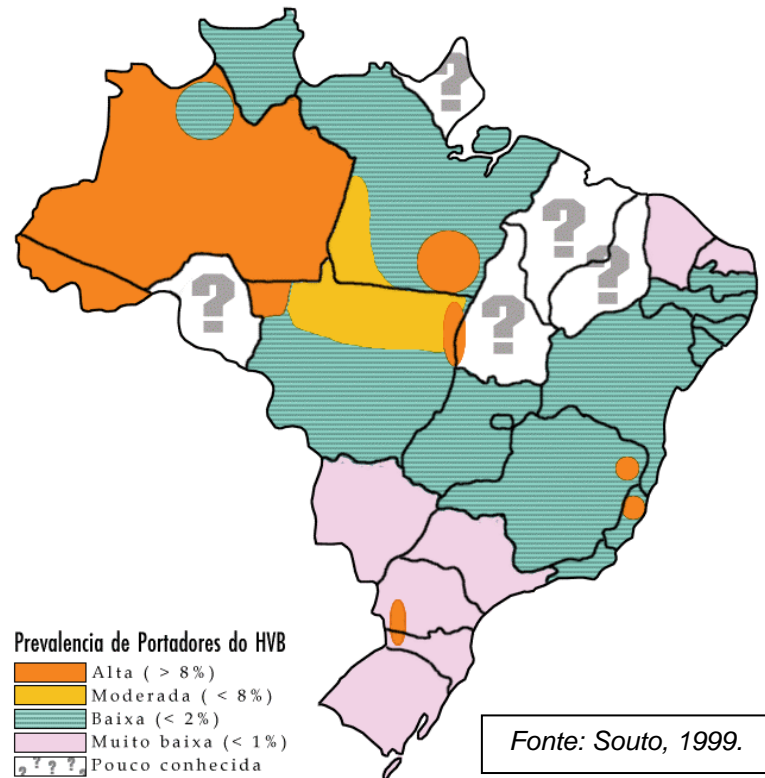 ?
?
?
?
?
Prevalencia de Portadores do HVB
Alta ( > 8%)
Moderada ( < 8%)
Baixa (< 2%)
Muito baixa (< 1%)
? ? ? ? Pouco conhecida
Fonte: Souto, 1999.